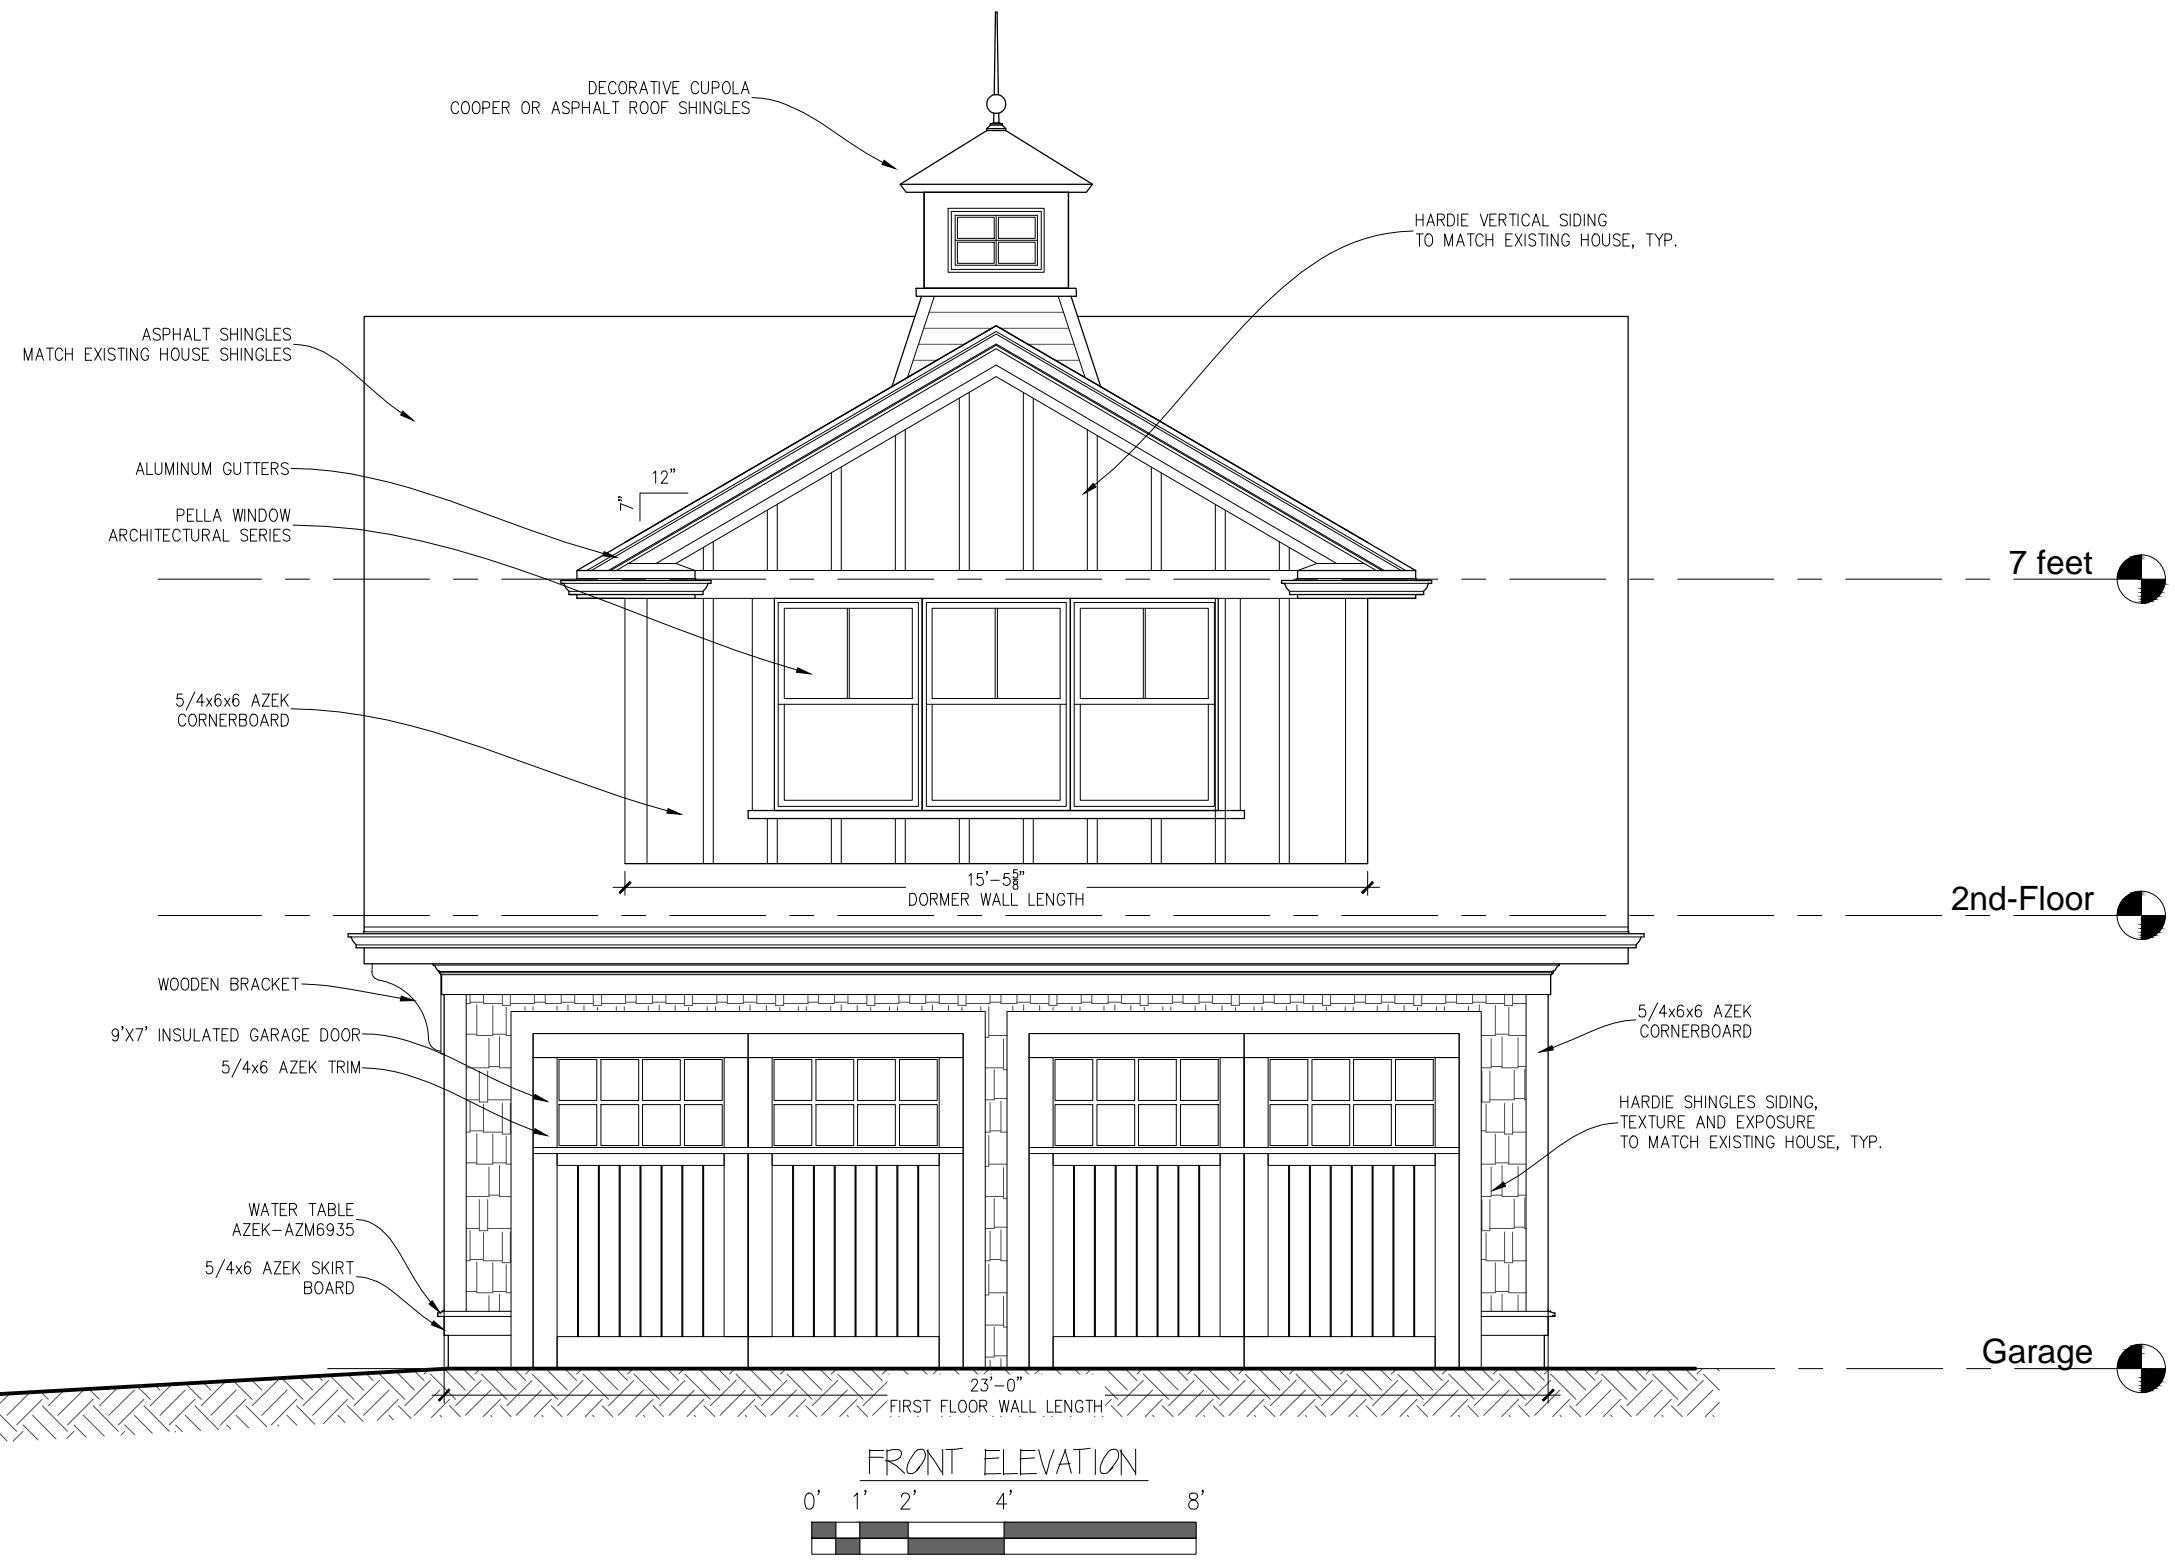 DECORATIVE CUPOLA
COOPER OR ASPHALT ROOF SHINGLES
HARDIE VERTICAL SIDING
TO MATCH EXISTING HOUSE, TYP.
ASPHALT SHINGLES
MATCH EXISTING HOUSE SHINGLES
ALUMINUM GUTTERS
12"
7"
PELLA WINDOW
ARCHITECTURAL SERIES
7 feet
5/4x6x6 AZEK
CORNERBOARD
15'-5⅝"
DORMER WALL LENGTH
2nd-Floor
WOODEN BRACKET
9'X7' INSULATED GARAGE DOOR
5/4x6 AZEK TRIM
5/4x6x6 AZEK
CORNERBOARD
HARDIE SHINGLES SIDING,
TEXTURE AND EXPOSURE
TO MATCH EXISTING HOUSE, TYP.
WATER TABLE
AZEK-AZM6935
5/4x6 AZEK SKIRT
BOARD
Garage
23'-0"
FIRST FLOOR WALL LENGTH
FRONT ELEVATION
0' 1' 2' 4' 8'